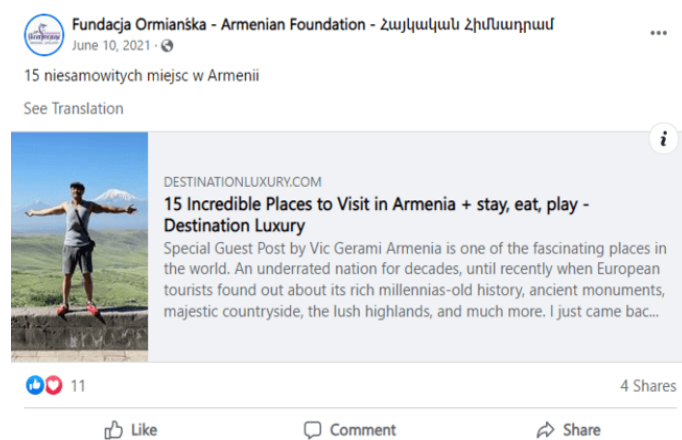 Fundacja Ormiańska - Armenian Foundation - Հայկական Հիմնադրամ
June 10, 2021 ·
15 niesamowitych miejsc w Armenii
See Translation
DESTINATIONLUXURY.COM
15 Incredible Places to Visit in Armenia + stay, eat, play -
Destination Luxury
Special Guest Post by Vic Gerami Armenia is one of the fascinating places in
the world. An underrated nation for decades, until recently when European
tourists found out about its rich millennias-old history, ancient monuments,
majestic countryside, the lush highlands, and much more. I just came bac...
11
4 Shares
Like
Comment
Share